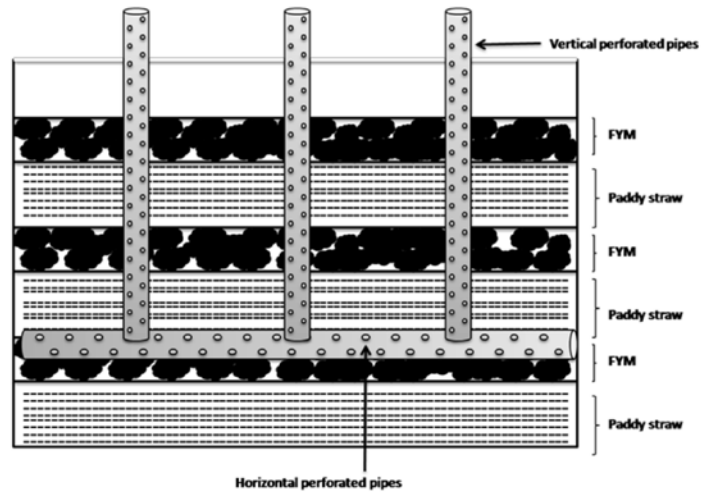 Vertical perforated pipes
FYM
Paddy straw
FYM
Paddy straw
FYM
Paddy straw
Horizontal perforated pipes